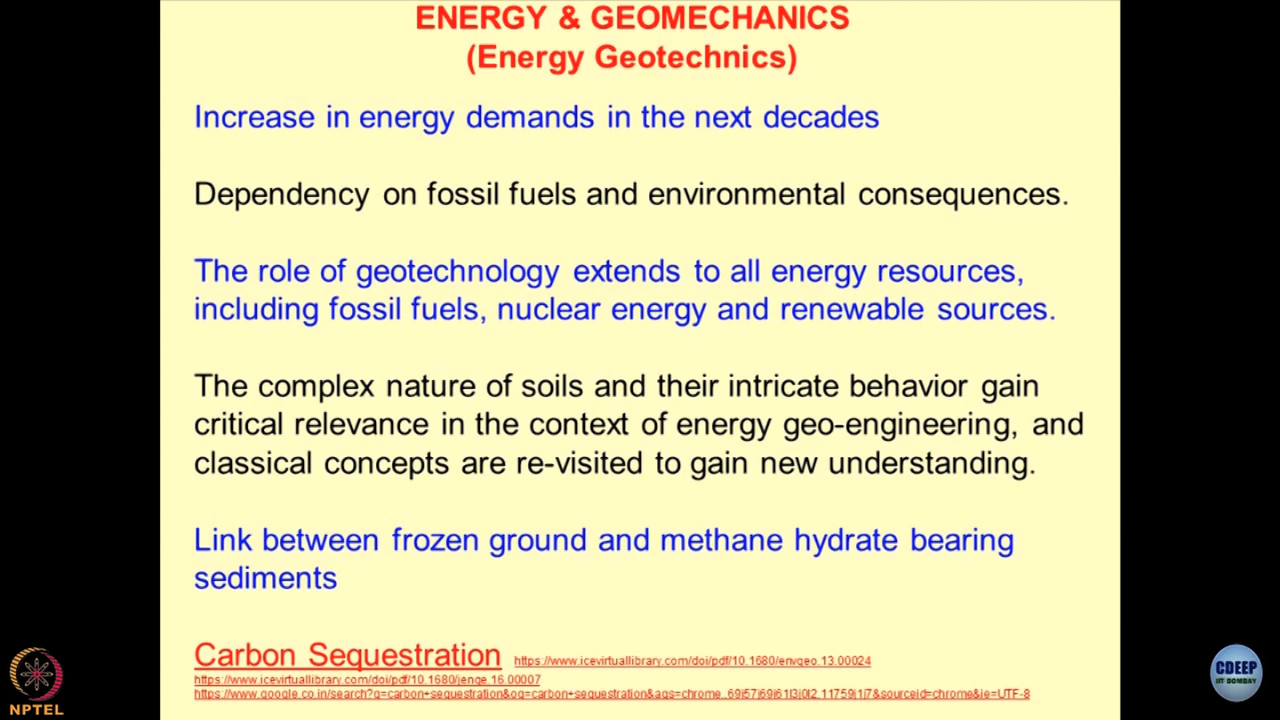 ENERGY & GEOMECHANICS
(Energy Geotechnics)
Increase in energy demands in the next decades
Dependency on fossil fuels and environmental consequences.
The role of geotechnology extends to all energy resources,
including fossil fuels, nuclear energy and renewable sources.
The complex nature of soils and their intricate behavior gain
critical relevance in the context of energy geo-engineering, and
classical concepts are re-visited to gain new understanding.
Link between frozen ground and methane hydrate bearing
sediments
Carbon Sequestration https://www.icevirtuallibrary.com/doi/pdf/10.1680/envgeo.13.00024
https://www.icevirtuallibrary.com/doi/pdf/10.1680/jenge.16.00007
https://www.google.co.in/search?q=carbon+sequestration&oq=carbon+sequestration&aqs=chrome..69i57j69i61l3j0l2.11759j1j7&sourceid=chrome&ie=UTF-8
NPTEL
CDEEP
IIT BOMBAY